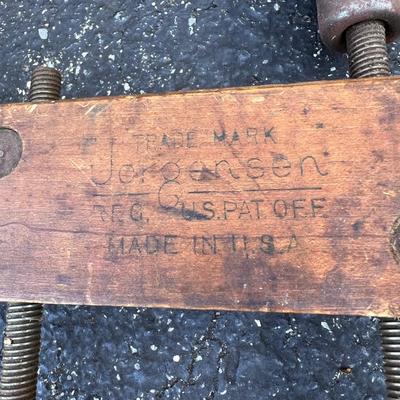 TRADE MARK
Jorgensen
REG. U.S. PAT. OFF.
MADE IN U.S.A.